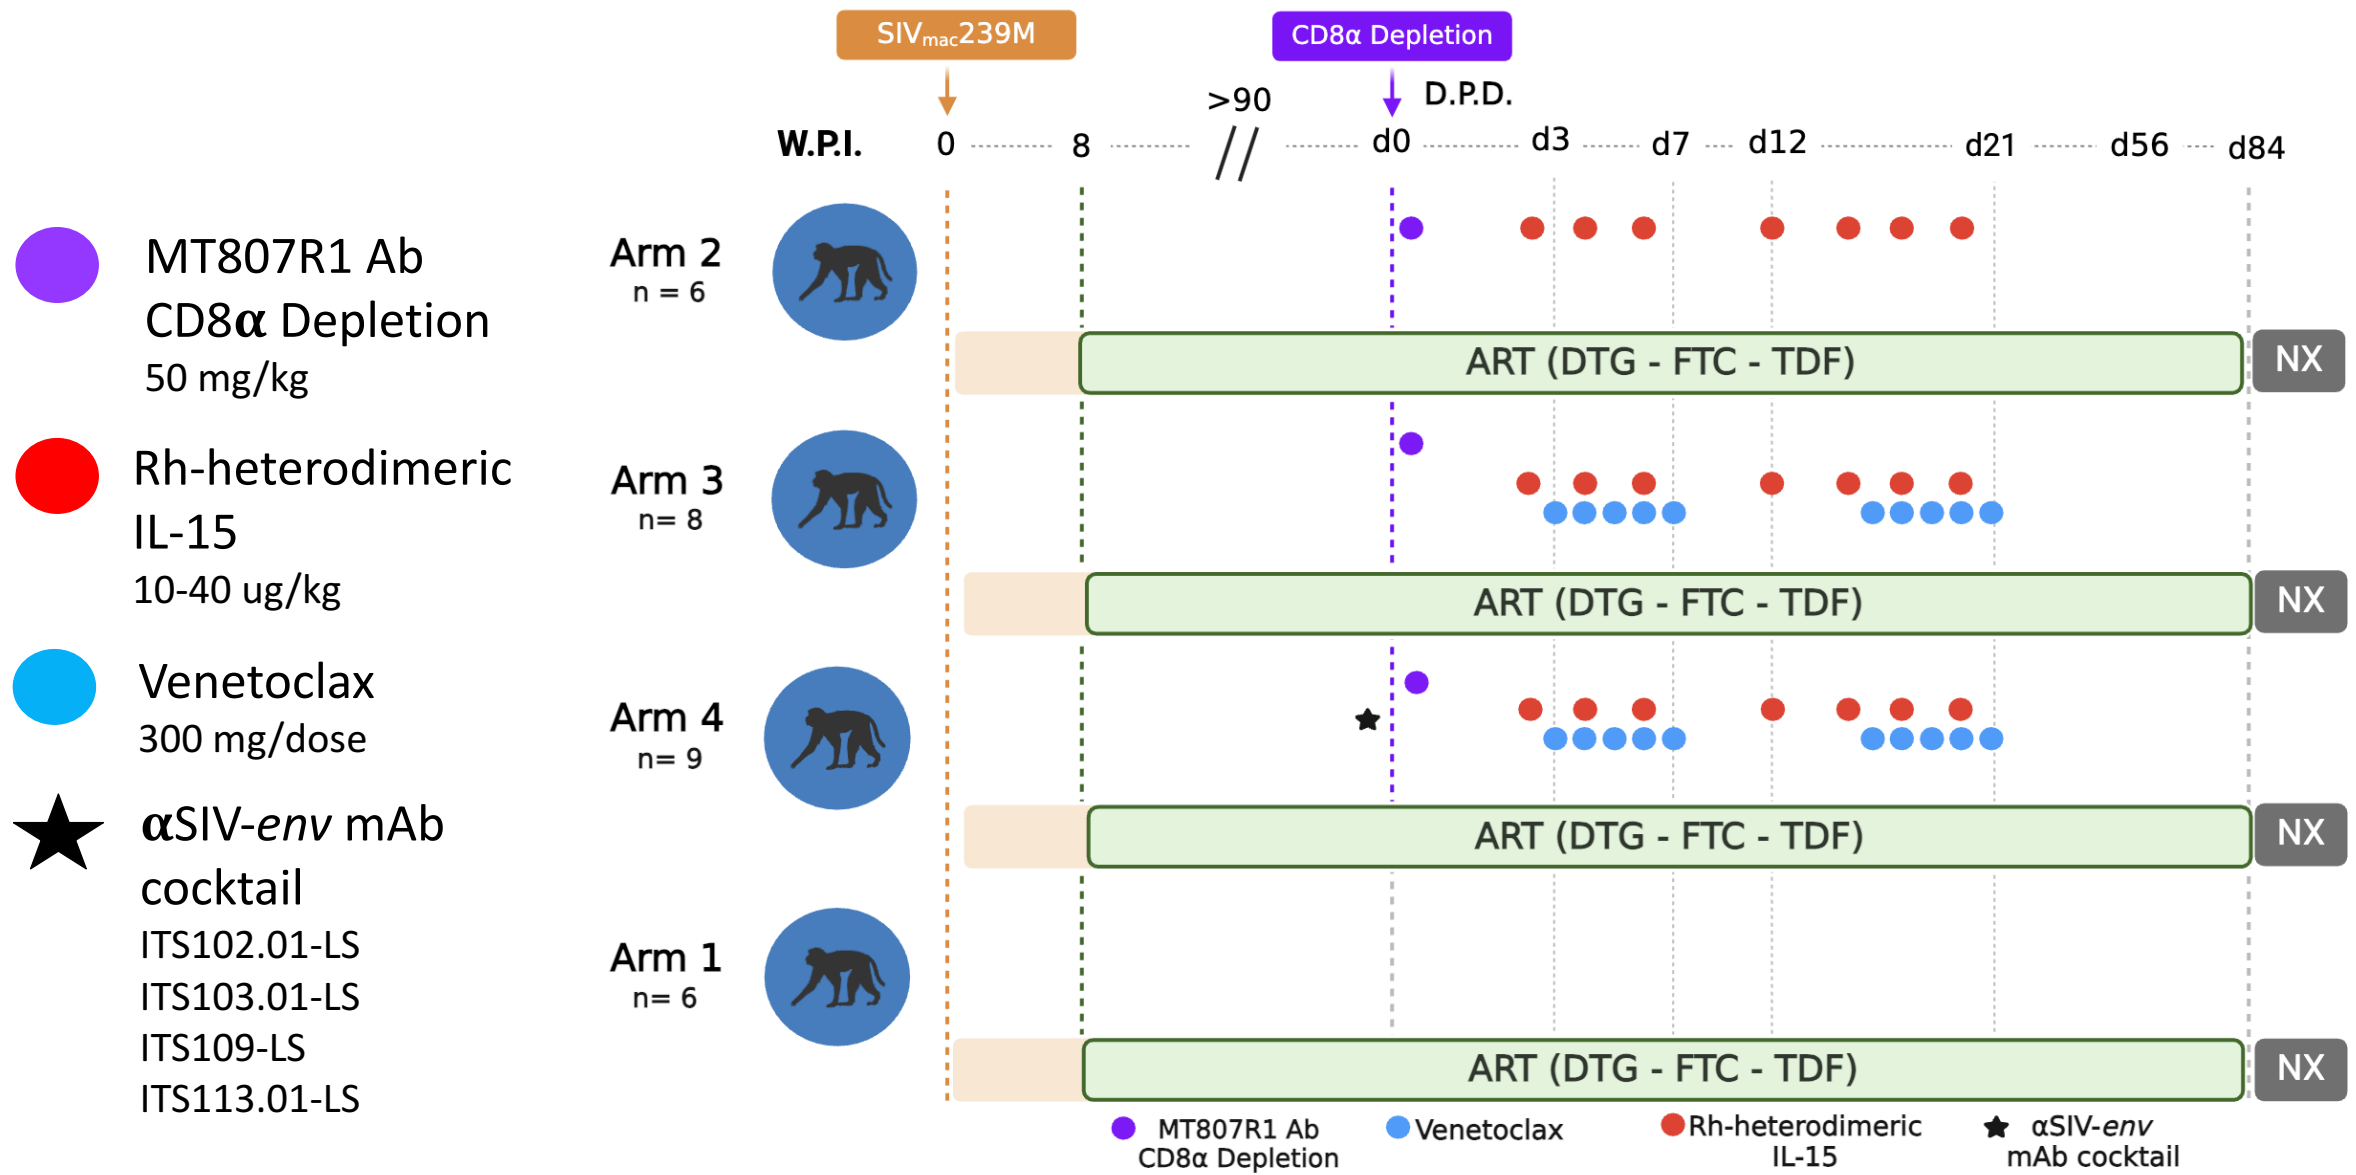 SIVmac239M
CD8α Depletion
>90
D.P.D.
W.P.I.
0
8
//
d0
d3
d7
d12
d21
d56
d84
MT807R1 Ab
CD8α Depletion
50 mg/kg
Rh-heterodimeric
IL-15
10-40 ug/kg
Venetoclax
300 mg/dose
αSIV-env mAb
cocktail
ITS102.01-LS
ITS103.01-LS
ITS109-LS
ITS113.01-LS
Arm 2
n = 6
ART (DTG - FTC - TDF)
NX
Arm 3
n= 8
ART (DTG - FTC - TDF)
NX
Arm 4
n= 9
ART (DTG - FTC - TDF)
NX
Arm 1
n= 6
ART (DTG - FTC - TDF)
NX
MT807R1 Ab
CD8α Depletion
Venetoclax
Rh-heterodimeric
IL-15
αSIV-env
mAb cocktail